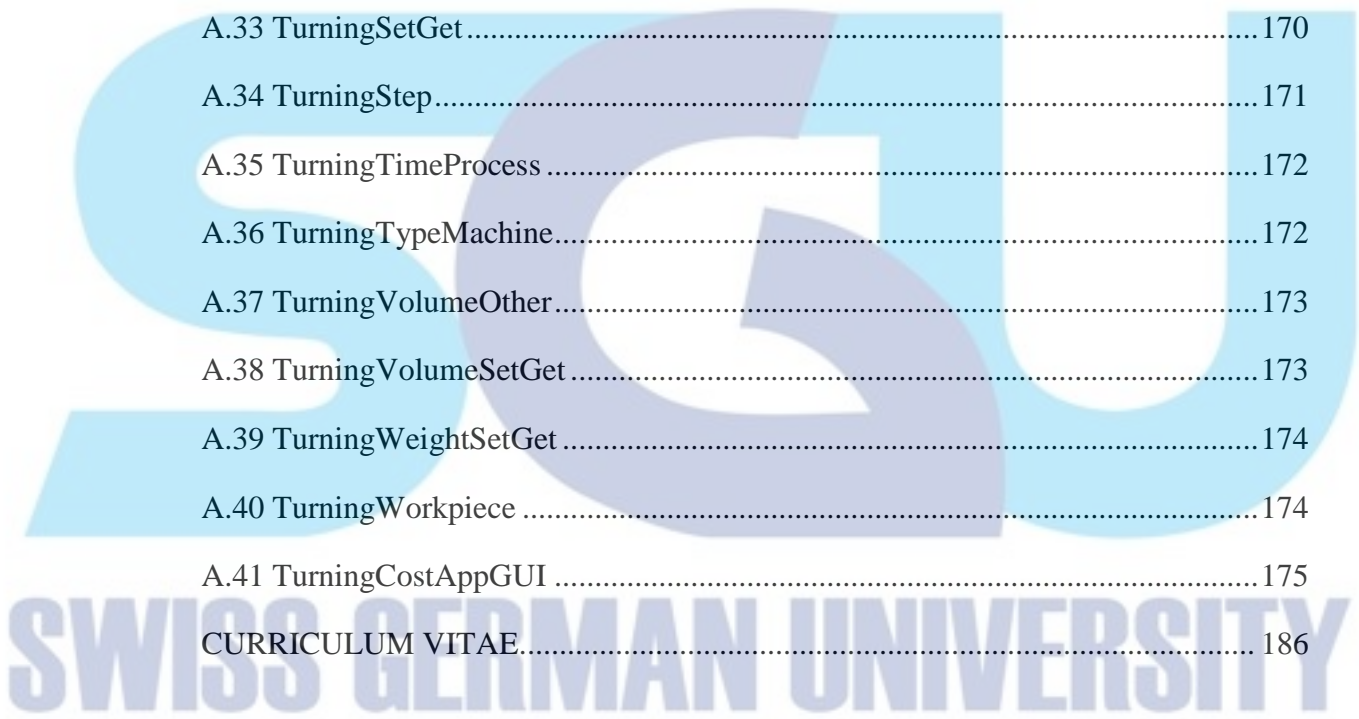 A.33 TurningSetGet............................................................................................................170
A.34 TurningStep................................................................................................................171
A.35 TurningTimeProcess.................................................................................................172
A.36 TurningTypeMachine................................................................................................172
A.37 TurningVolumeOther................................................................................................173
A.38 TurningVolumeSetGet..............................................................................................173
A.39 TurningWeightSetGet...............................................................................................174
A.40 TurningWorkpiece....................................................................................................174
A.41 TurningCostAppGUI................................................................................................175
CURRICULUM VITAE.................................................................................................... 186
SGU
SWISS GERMAN UNIVERSITY